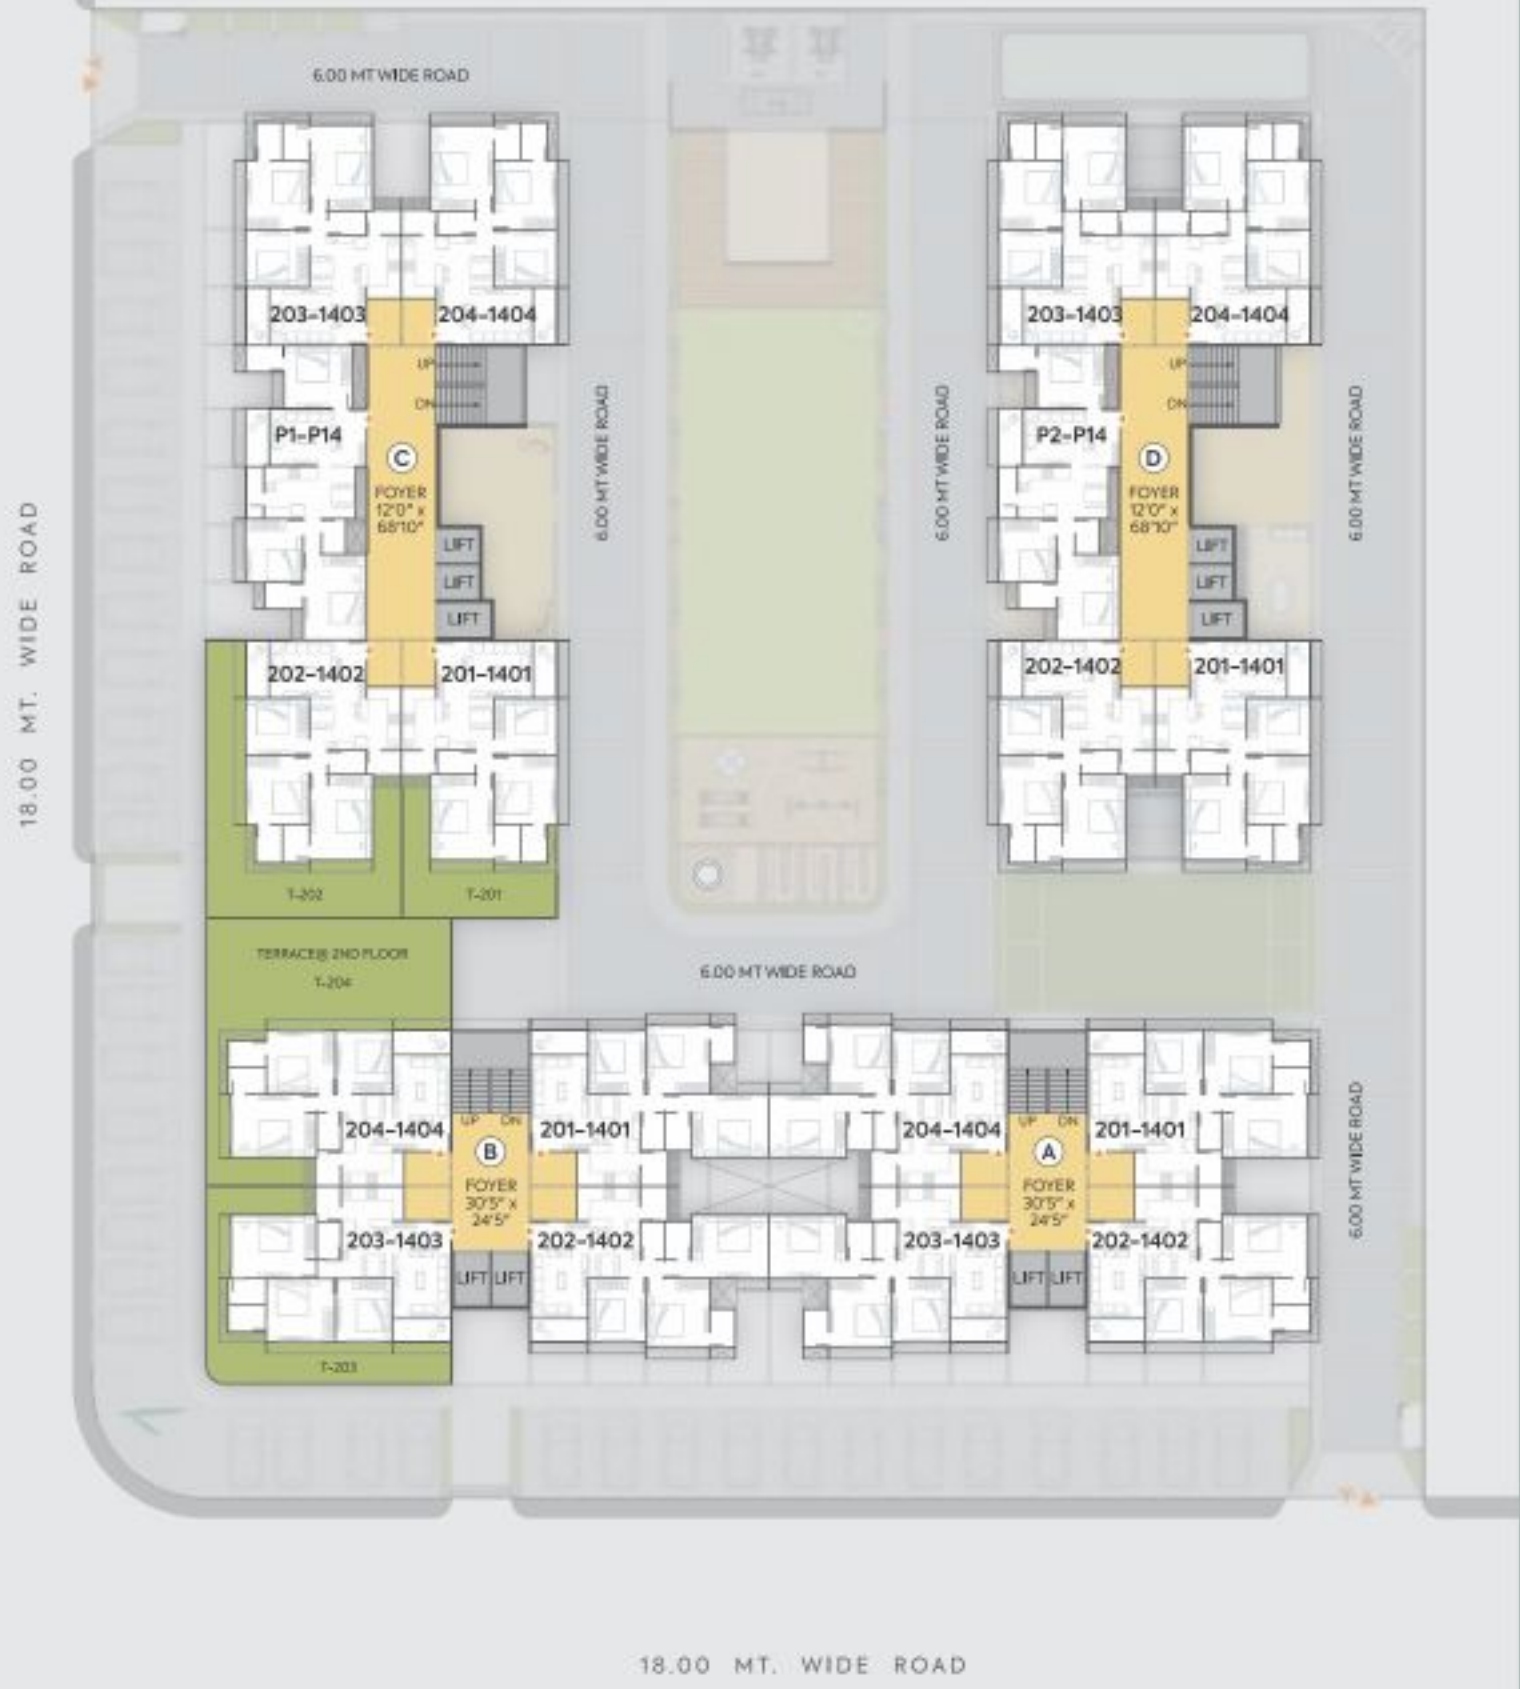 6.00 MT WIDE ROAD
203-1403
204-1404
203-1403
204-1404
UP
DN
UP
DN
P1-P14
P2-P14
C
FOYER
12'0" x
68'10"
D
FOYER
12'0" x
68'10"
6.00 MT WIDE ROAD
6.00 MT WIDE ROAD
6.00 MT WIDE ROAD
LIFT
LIFT
LIFT
LIFT
LIFT
LIFT
18.00 MT. WIDE ROAD
202-1402
201-1401
202-1402
201-1401
T-202
T-201
TERRACE@ 2ND FLOOR
T-204
6.00 MT WIDE ROAD
204-1404
UP
DN
201-1401
204-1404
UP
DN
201-1401
B
FOYER
30'5" x
24'5"
A
FOYER
30'5" x
24'5"
6.00 MT WIDE ROAD
203-1403
202-1402
203-1403
202-1402
LIFT
LIFT
LIFT
LIFT
T-203
18.00 MT. WIDE ROAD